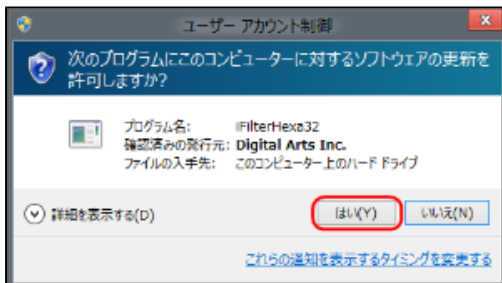 ユーザー アカウント制御
次のプログラムにこのコンピューターに対するソフトウェアの更新を
許可しますか?
プログラム名: iFilterHexa32
確認済みの発行元: Digital Arts Inc.
ファイルの入手先: このコンピューター上のハード ドライブ
詳細を表示する(D)
はい(Y)
いいえ(N)
これらの通知を表示するタイミングを変更する